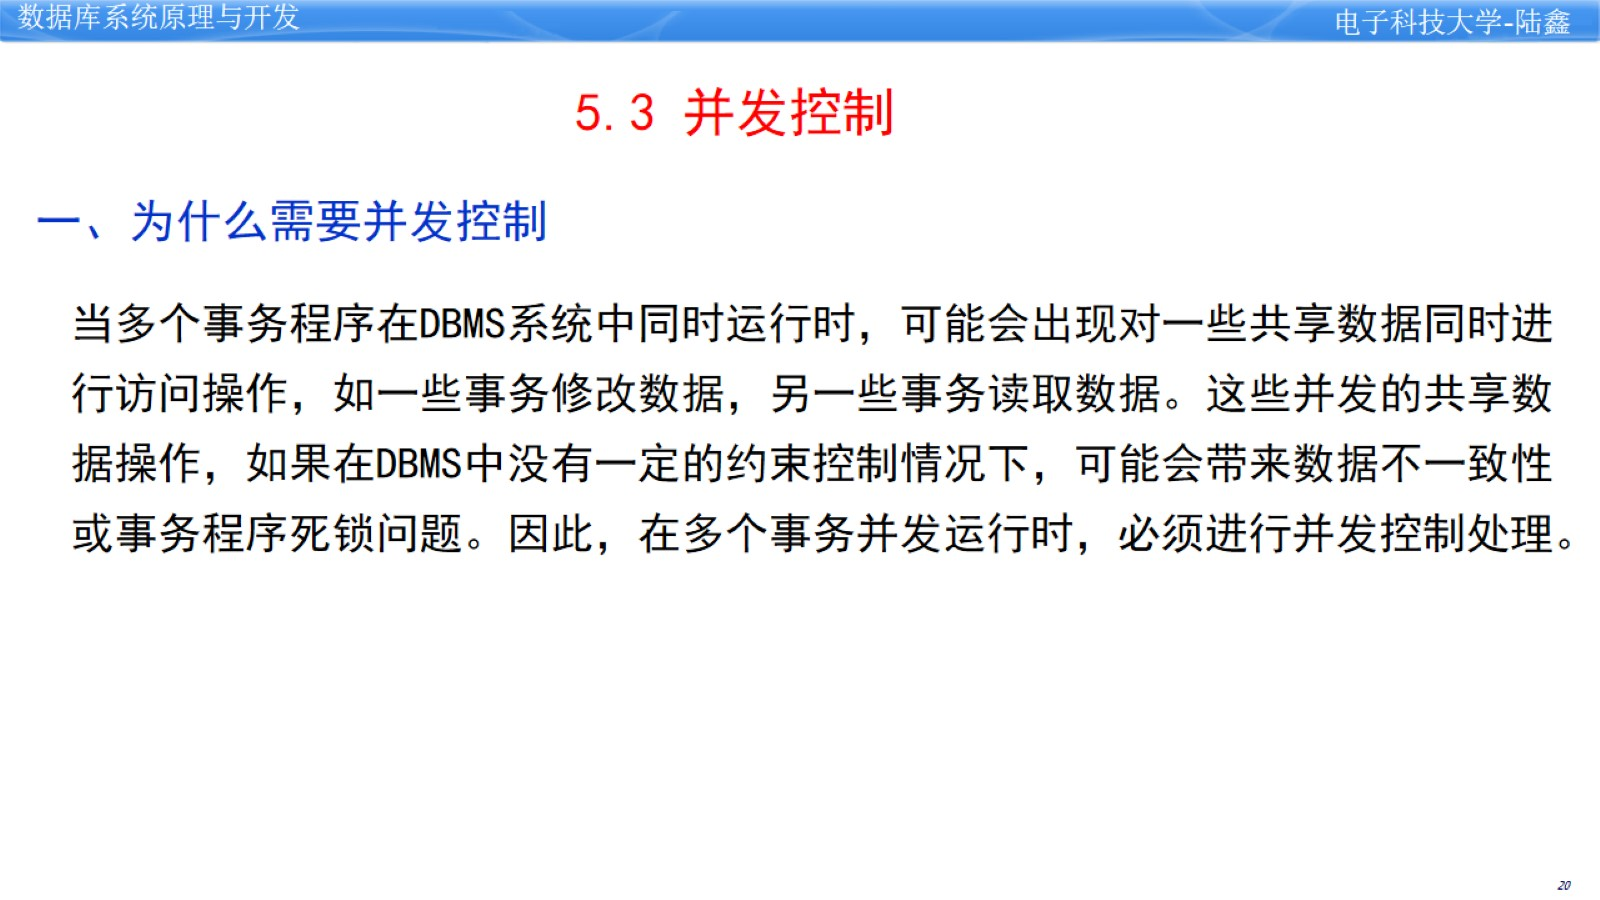 数据库系统原理与开发
电子科技大学-陆鑫
5.3 并发控制
一、为什么需要并发控制
当多个事务程序在DBMS系统中同时运行时，可能会出现对一些共享数据同时进
行访问操作，如一些事务修改数据，另一些事务读取数据。这些并发的共享数
据操作，如果在DBMS中没有一定的约束控制情况下，可能会带来数据不一致性
或事务程序死锁问题。因此，在多个事务并发运行时，必须进行并发控制处理。
20